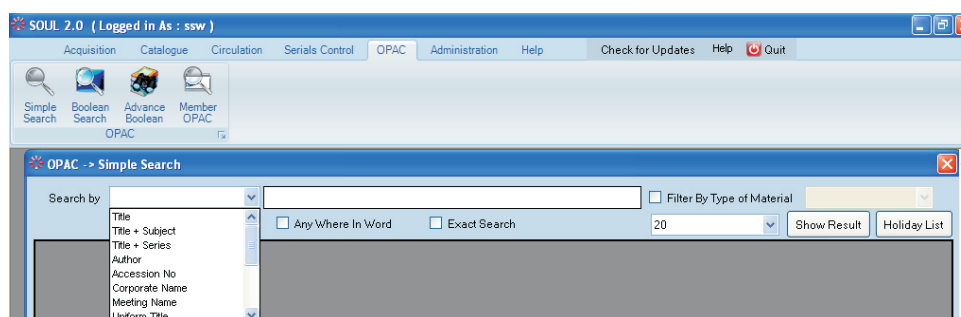 SOUL 2.0 ( Logged in As : ssw )
Acquisition Catalogue Circulation Serials Control OPAC Administration Help Check for Updates Help Quit
Simple Search Boolean Search Advance Boolean Member OPAC
OPAC
OPAC -> Simple Search
Search by Filter By Type of Material
Title
Any Where In Word Exact Search 20 Show Result Holiday List
Title + Subject
Title + Series
Author
Accession No
Corporate Name
Meeting Name
Uniform Title